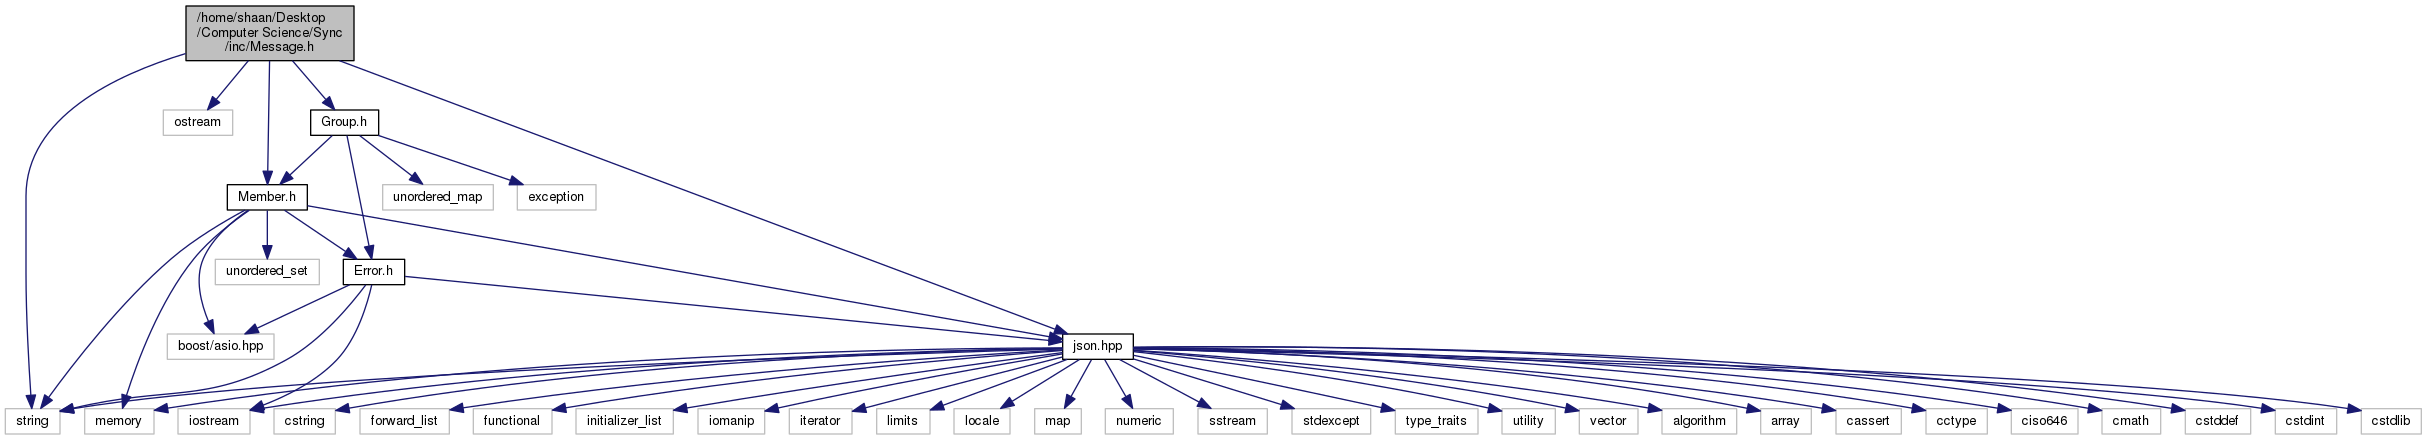 /home/shaan/Desktop
/Computer Science/Sync
/inc/Message.h
ostream
Group.h
Member.h
unordered_map
exception
unordered_set
Error.h
boost/asio.hpp
json.hpp
string
memory
iostream
cstring
forward_list
functional
initializer_list
iomanip
iterator
limits
locale
map
numeric
sstream
stdexcept
type_traits
utility
vector
algorithm
array
cassert
cctype
ciso646
cmath
cstddef
cstdint
cstdlib